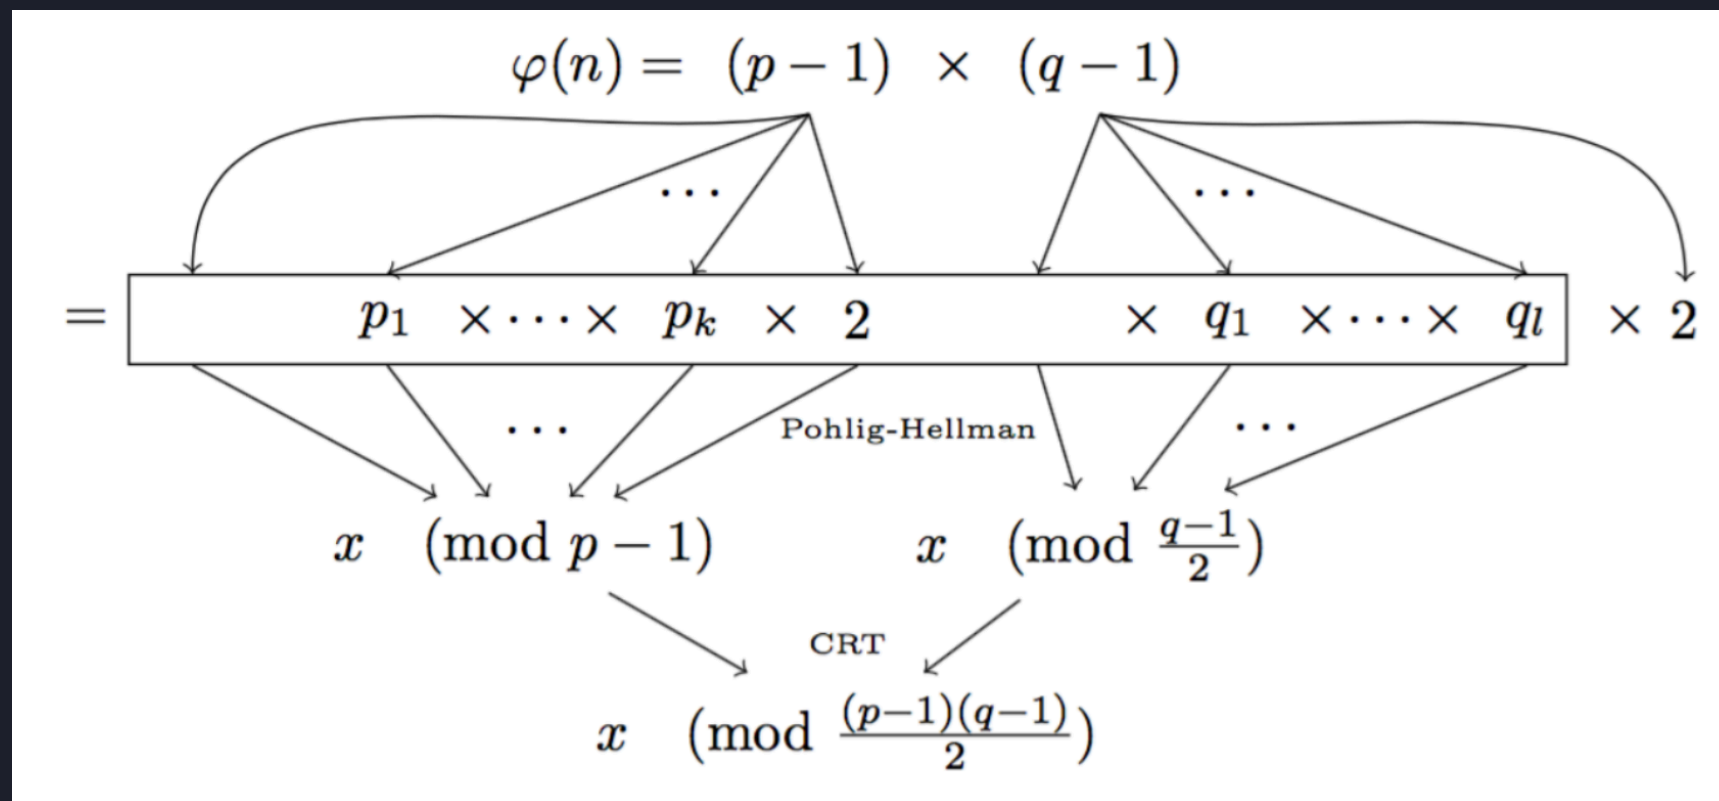 φ(n) = (p − 1) × (q − 1)
··· ···
= p₁ ×···× pₖ × 2 × q₁ ×···× qₗ × 2
··· Pohlig-Hellman ···
x (mod p − 1) x (mod (q−1)/2)
CRT
x (mod (p−1)(q−1)/2)